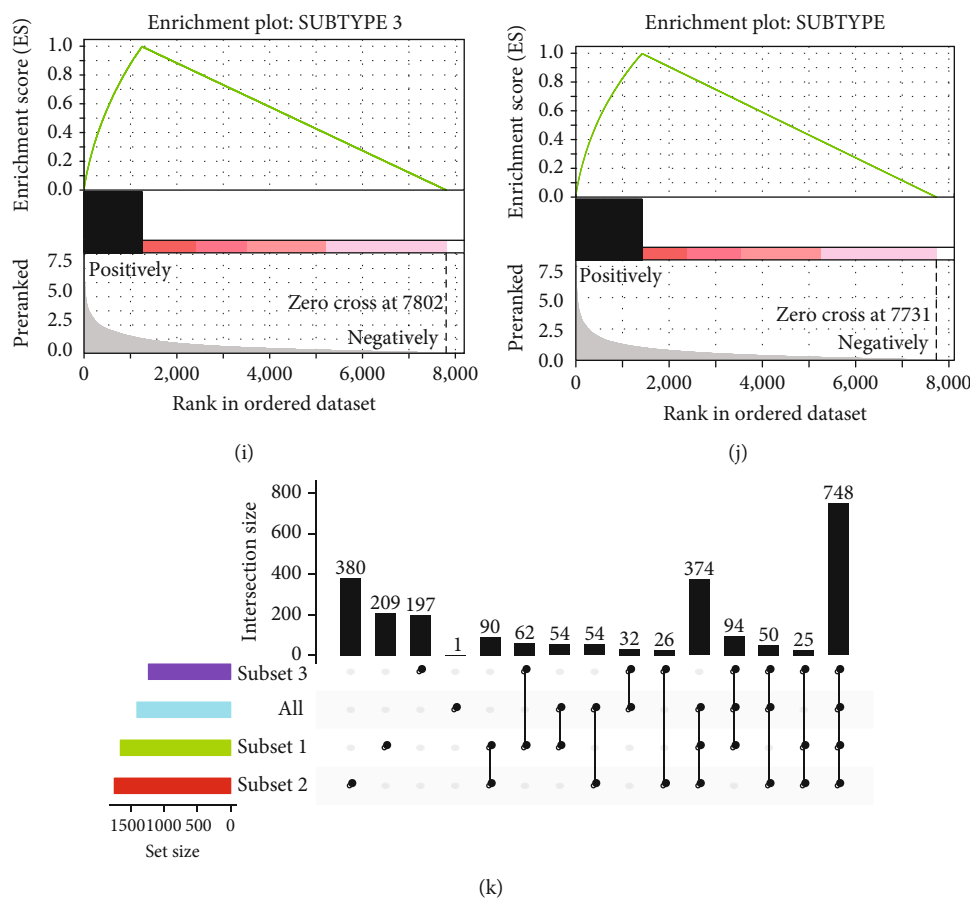 Enrichment plot: SUBTYPE 3
Enrichment score (ES)
1.0
0.8
0.6
0.4
0.2
0.0
Preranked
7.5
5.0
2.5
0.0
Positively
Zero cross at 7802
Negatively
0 2,000 4,000 6,000 8,000
Rank in ordered dataset
(i)
Enrichment plot: SUBTYPE
Enrichment score (ES)
1.0
0.8
0.6
0.4
0.2
0.0
Preranked
7.5
5.0
2.5
0.0
Positively
Zero cross at 7731
Negatively
0 2,000 4,000 6,000 8,000
Rank in ordered dataset
(j)
Intersection size
800
600
400
200
0
380 209 197 1 90 62 54 54 32 26 374 94 50 25 748
Subset 3
All
Subset 1
Subset 2
1500 1000 500 0
Set size
(k)